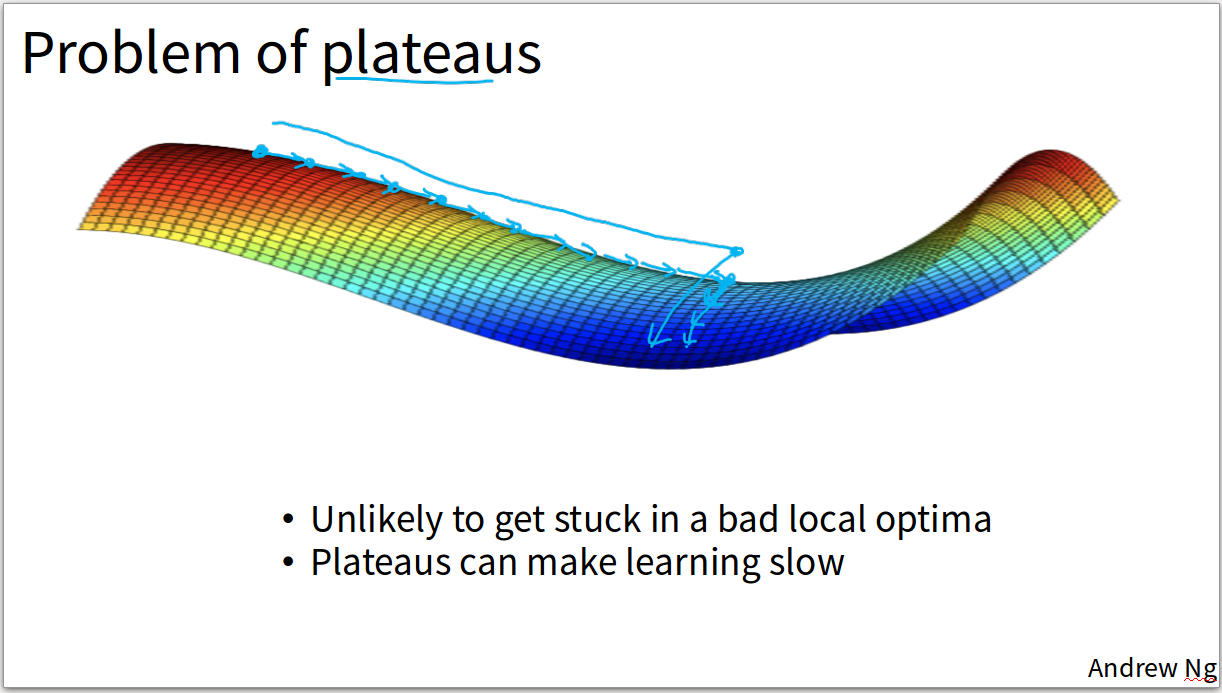 Problem of plateaus
• Unlikely to get stuck in a bad local optima
• Plateaus can make learning slow
Andrew Ng